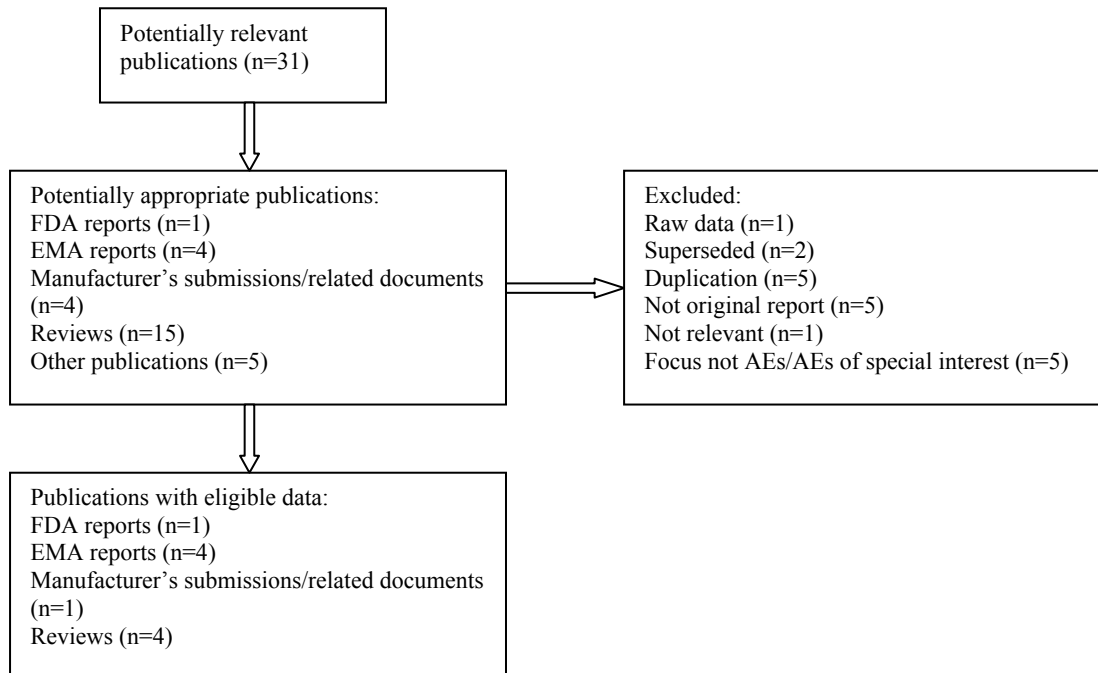 Potentially relevant
publications (n=31)
Potentially appropriate publications:
FDA reports (n=1)
EMA reports (n=4)
Manufacturer’s submissions/related documents
(n=4)
Reviews (n=15)
Other publications (n=5)
Excluded:
Raw data (n=1)
Superseded (n=2)
Duplication (n=5)
Not original report (n=5)
Not relevant (n=1)
Focus not AEs/AEs of special interest (n=5)
Publications with eligible data:
FDA reports (n=1)
EMA reports (n=4)
Manufacturer’s submissions/related documents
(n=1)
Reviews (n=4)